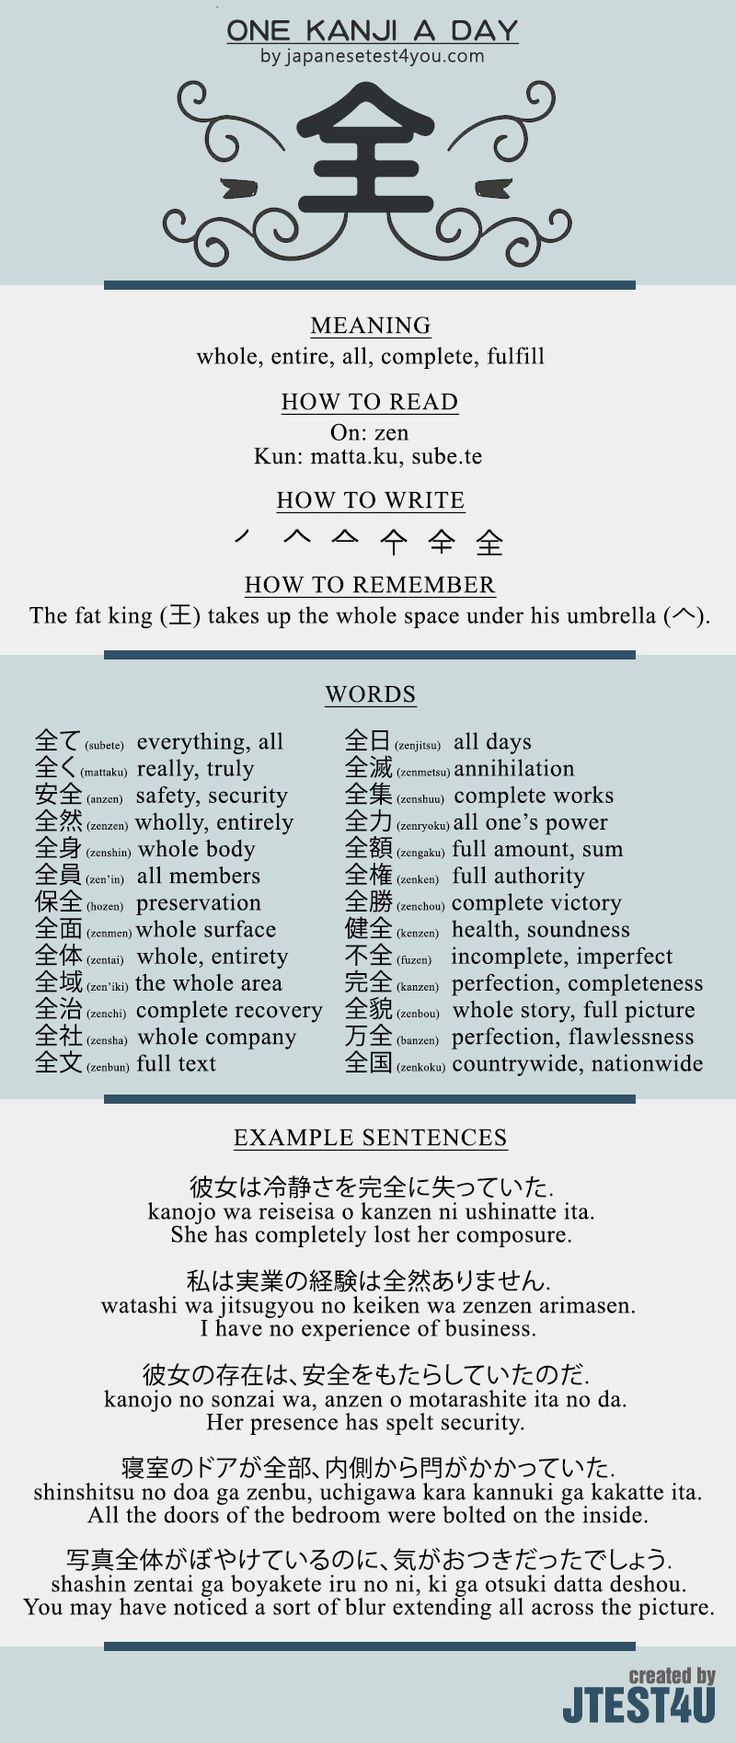 ONE KANJI A DAY
by japanesetest4you.com
全
MEANING
whole, entire, all, complete, fulfill
HOW TO READ
On: zen
Kun: matta.ku, sube.te
HOW TO WRITE
HOW TO REMEMBER
The fat king (王) takes up the whole space under his umbrella (へ).
WORDS
全て (subete) everything, all
全く (mattaku) really, truly
安全 (anzen) safety, security
全然 (zenzen) wholly, entirely
全身 (zenshin) whole body
全員 (zen'in) all members
保全 (hozen) preservation
全面 (zenmen) whole surface
全体 (zentai) whole, entirety
全域 (zen'iki) the whole area
全治 (zenchi) complete recovery
全社 (zensha) whole company
全文 (zenbun) full text
全日 (zenjitsu) all days
全滅 (zenmetsu) annihilation
全集 (zenshuu) complete works
全力 (zenryoku) all one's power
全額 (zengaku) full amount, sum
全権 (zenken) full authority
全勝 (zenchou) complete victory
健全 (kenzen) health, soundness
不全 (fuzen) incomplete, imperfect
完全 (kanzen) perfection, completeness
全貌 (zenbou) whole story, full picture
万全 (banzen) perfection, flawlessness
全国 (zenkoku) countrywide, nationwide
EXAMPLE SENTENCES
彼女は冷静さを完全に失っていた.
kanojo wa reiseisa o kanzen ni ushinatte ita.
She has completely lost her composure.
私は実業の経験は全然ありません.
watashi wa jitsugyou no keiken wa zenzen arimasen.
I have no experience of business.
彼女の存在は、安全をもたらしていたのだ.
kanojo no sonzai wa, anzen o motarashite ita no da.
Her presence has spelt security.
寝室のドアが全部、内側から閂がかかっていた.
shinshitsu no doa ga zenbu, uchigawa kara kannuki ga kakatte ita.
All the doors of the bedroom were bolted on the inside.
写真全体がぼやけているのに、気がおつきだったでしょう.
shashin zentai ga boyakete iru no ni, ki ga otsuki datta deshou.
You may have noticed a sort of blur extending all across the picture.
created by
JTEST4U